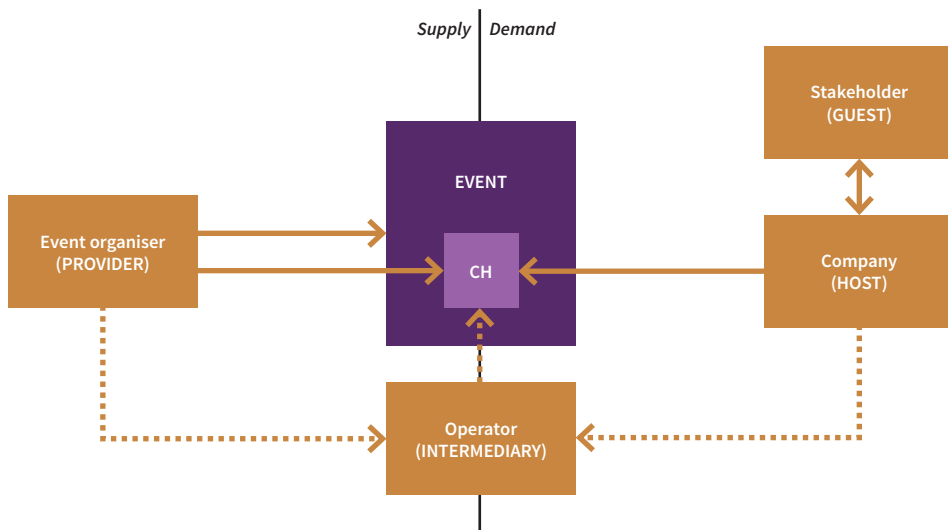 Supply
Demand
Stakeholder
(GUEST)
EVENT
Event organiser
(PROVIDER)
CH
Company
(HOST)
Operator
(INTERMEDIARY)